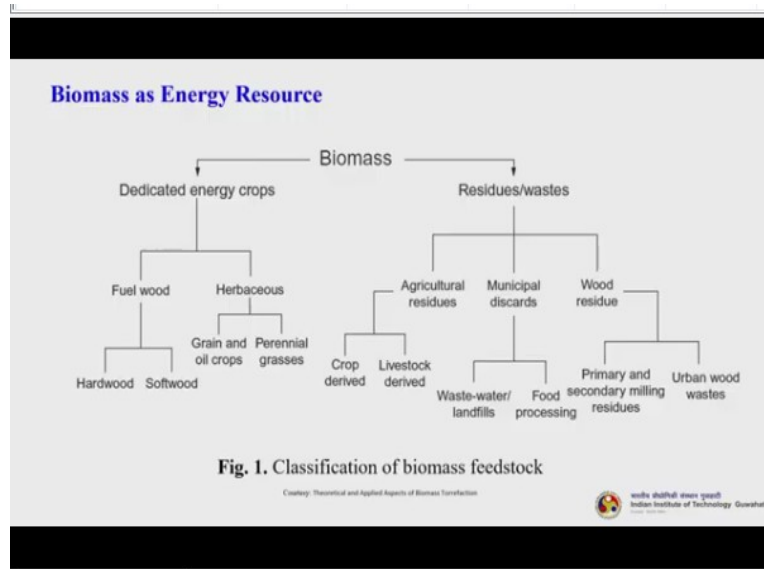 Biomass as Energy Resource
Biomass
Dedicated energy crops
Residues/wastes
Fuel wood
Herbaceous
Agricultural
residues
Municipal
discards
Wood
residue
Hardwood
Softwood
Grain and
oil crops
Perennial
grasses
Crop
derived
Livestock
derived
Waste-water/
landfills
Food
processing
Primary and
secondary milling
residues
Urban wood
wastes
Fig. 1. Classification of biomass feedstock
Courtesy: Theoretical and Applied Aspects of Biomass Torrefaction
भारतीय प्रौद्योगिकी संस्थान गुवाहाटी
Indian Institute of Technology Guwahat